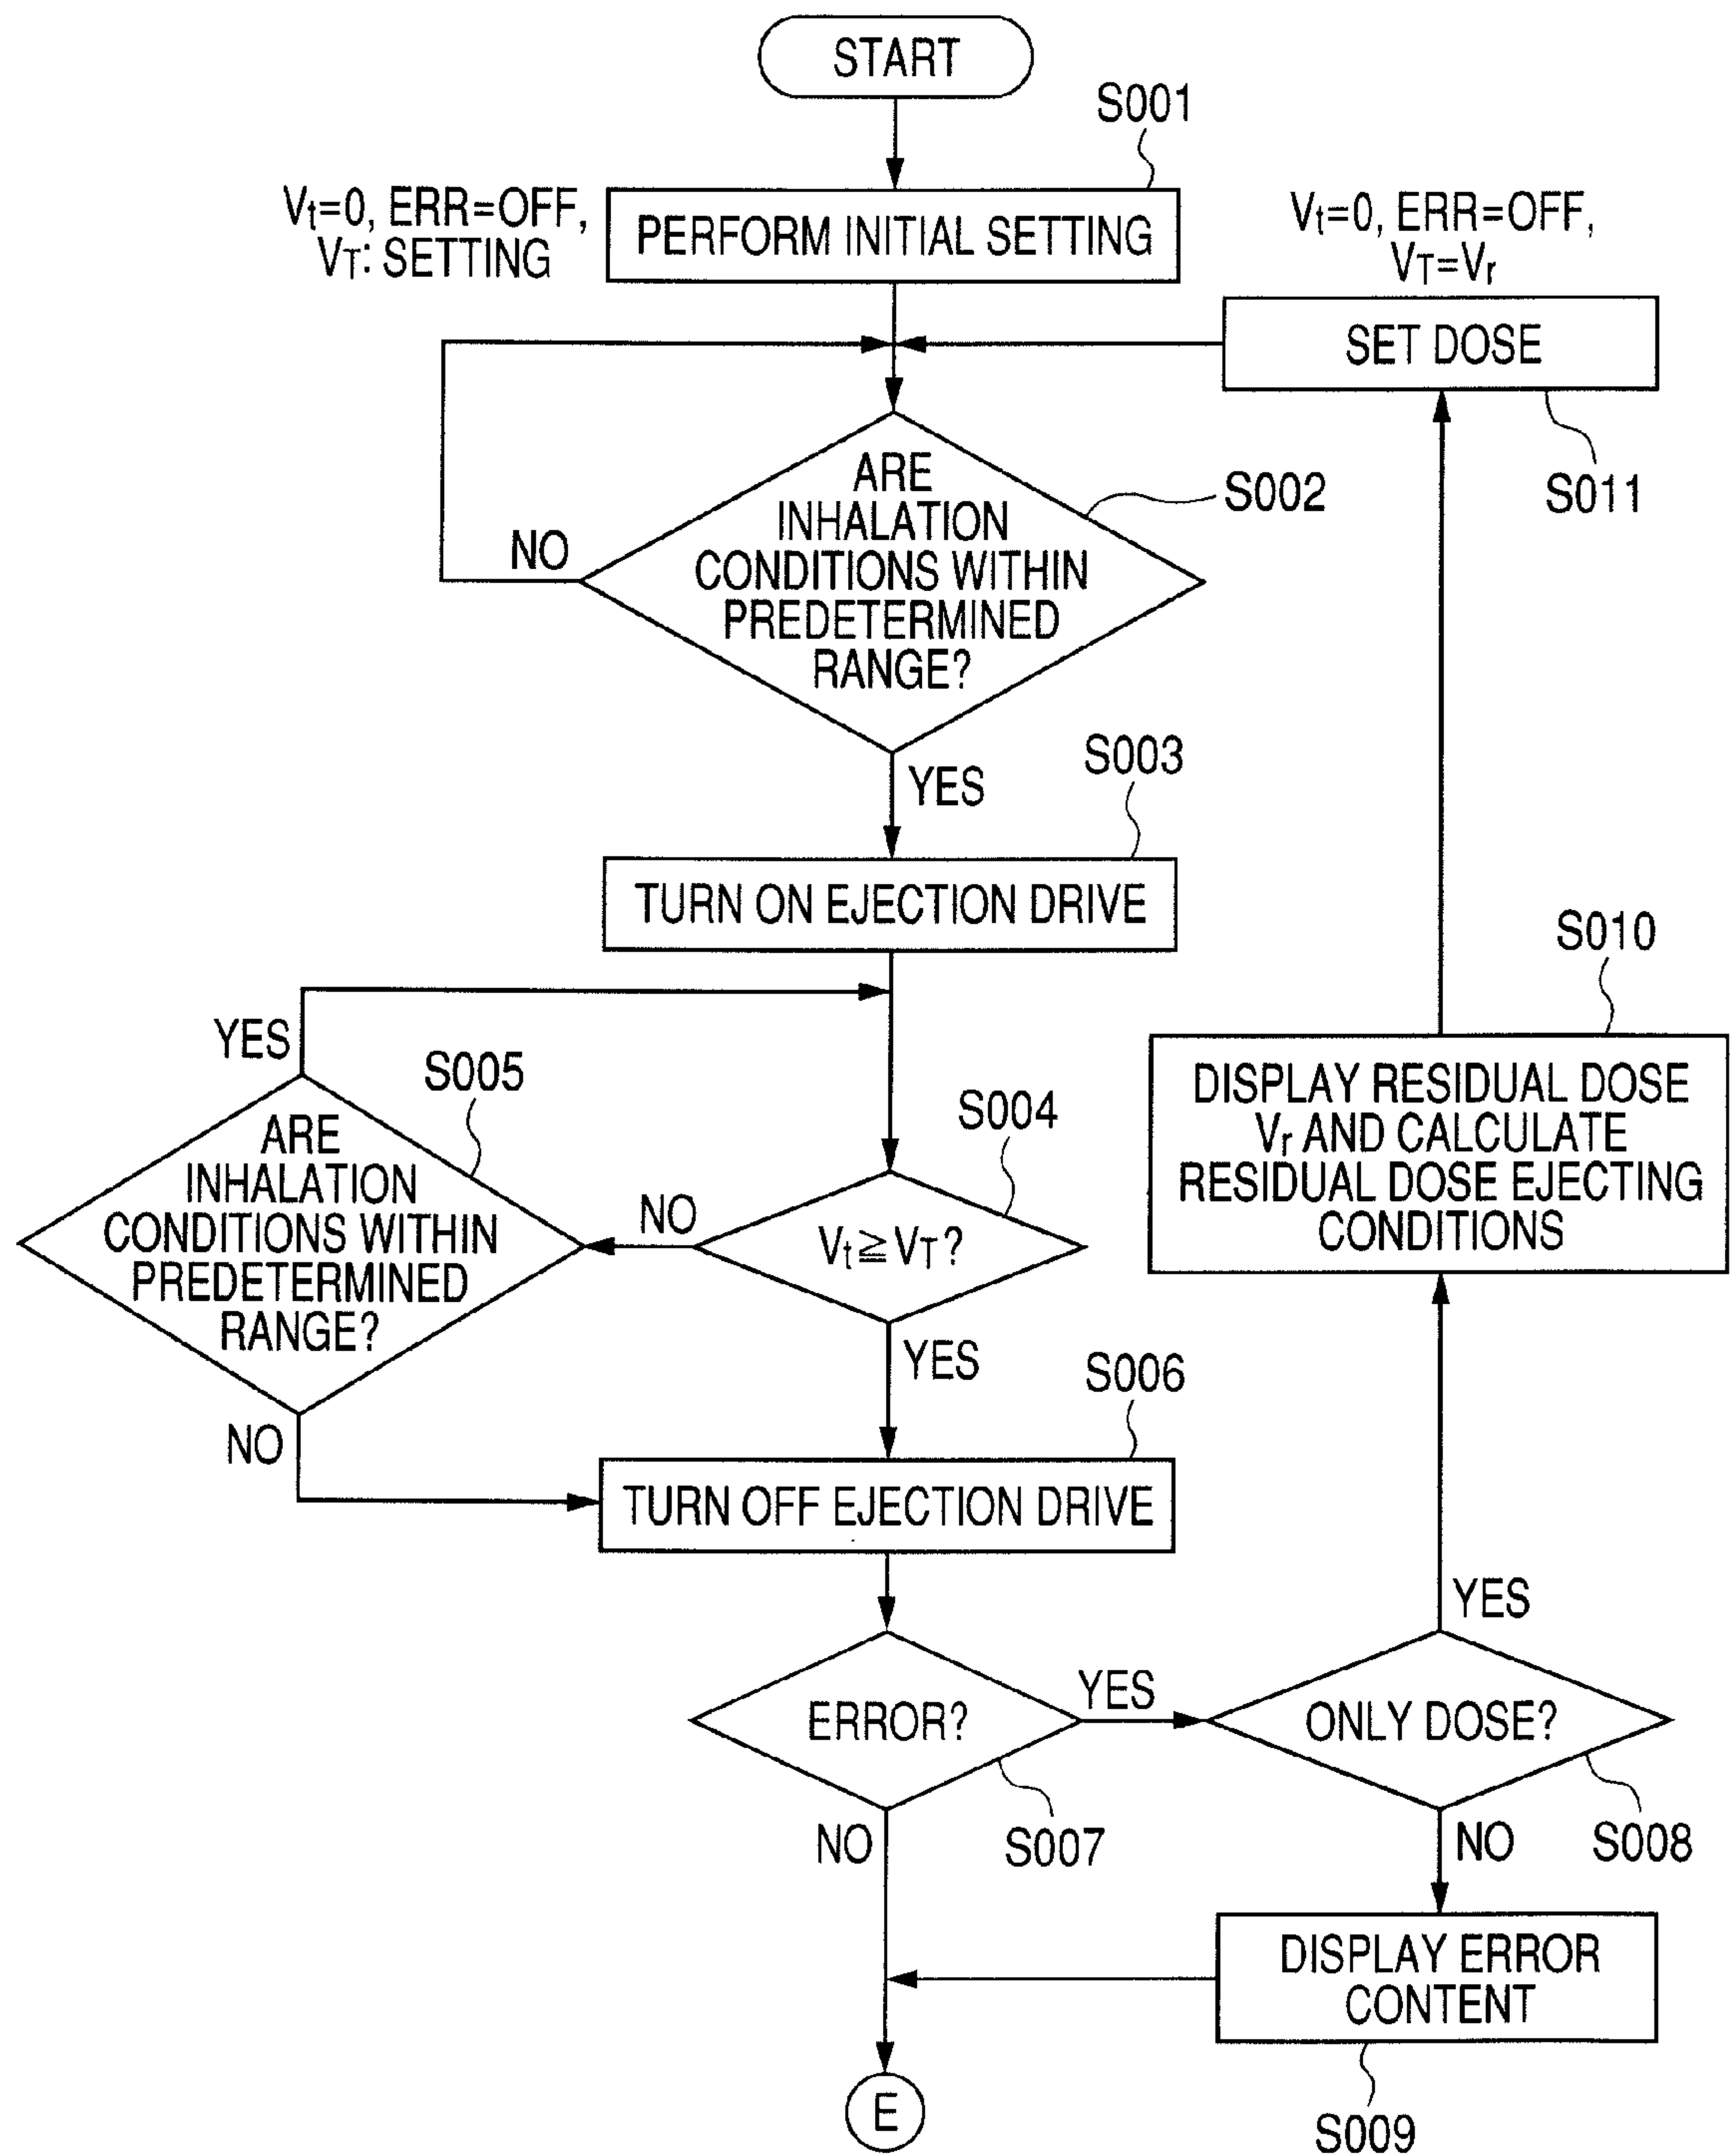 START
S001
Vt=0, ERR=OFF,
VT: SETTING
PERFORM INITIAL SETTING
Vt=0, ERR=OFF,
VT=Vr
SET DOSE
S011
ARE
INHALATION
CONDITIONS WITHIN
PREDETERMINED
RANGE?
S002
NO
YES
S003
TURN ON EJECTION DRIVE
S010
DISPLAY RESIDUAL DOSE
Vr AND CALCULATE
RESIDUAL DOSE EJECTING
CONDITIONS
YES
S005
ARE
INHALATION
CONDITIONS WITHIN
PREDETERMINED
RANGE?
NO
S004
Vt≧VT?
NO
YES
S006
TURN OFF EJECTION DRIVE
ERROR?
YES
S007
NO
ONLY DOSE?
YES
S008
NO
DISPLAY ERROR
CONTENT
S009
E